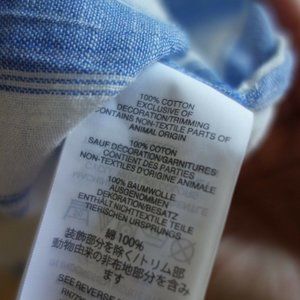 100% COTTON
EXCLUSIVE OF
DECORATION/TRIMMING
CONTAINS NON-TEXTILE PARTS OF
ANIMAL ORIGIN
100% COTON
SAUF DÉCORATION/GARNITURES
CONTIENT DES PARTIES
NON-TEXTILES D'ORIGINE ANIMALE
100% BAUMWOLLE
AUSGENOMMEN
DEKORATION/BESATZ
ENTHÄLT NICHTTEXTILE TEILE
TIERISCHEN URSPRUNGS
綿 100%
装飾部分を除く/トリム部
動物由来の非布地部分を含み
ます
SEE REVERSE